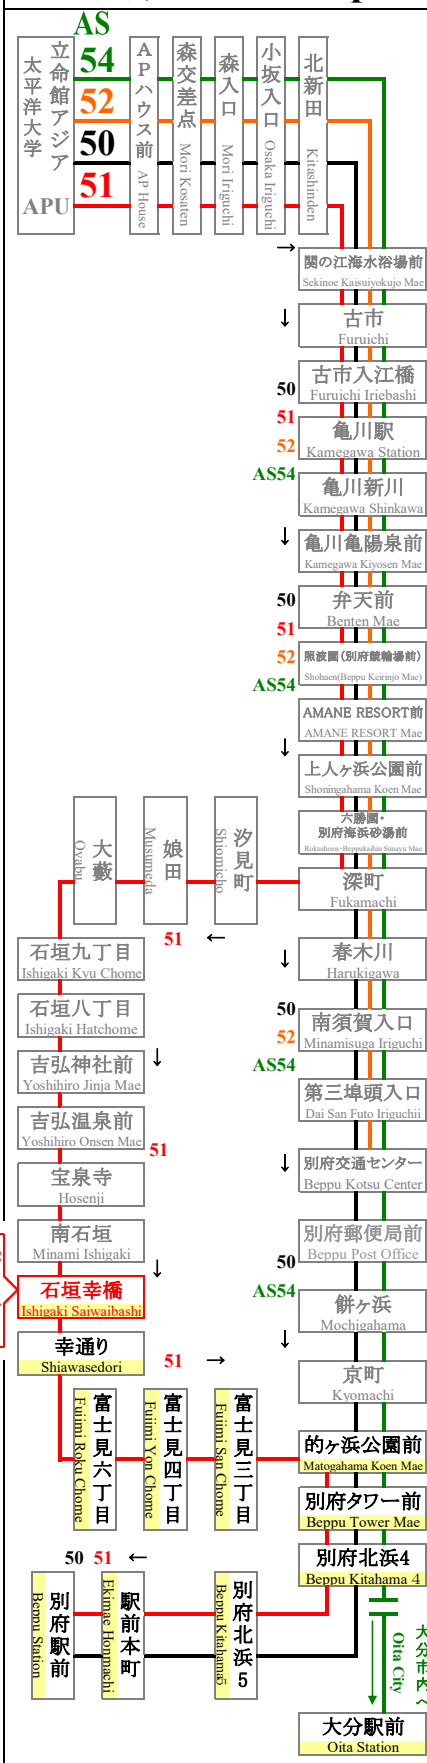 AS
54
52
50
51
立命館アジア
太平洋大学
APU
APハウス前
AP House
森交差点
Mori Kosaten
森入口
Mori Iriguchi
小坂入口
Osaka Iriguchi
北新田
Kitashinden
→
関の江海水浴場前
Sekinoe Kaisuiyokujo Mae
↓
古市
Furuichi
古市入江橋
Furuichi Iriebashi
50
51
52
AS54
亀川駅
Kamegawa Station
亀川新川
Kamegawa Shinkawa
↓
亀川亀陽泉前
Kamegawa Kiyosen Mae
50
51
52
AS54
弁天前
Benten Mae
照波園(別府競輪場前)
Shohaen(Beppu Keirinjo Mae)
AMANE RESORT前
AMANE RESORT Mae
↓
上人ヶ浜公園前
Shoningahama Koen Mae
六勝園・
別府海浜砂湯前
Rokushoen・Beppukaihin Sunayu Mae
深町
Fukamachi
汐見町
Shiomicho
娘田
Musumeda
大藪
Oyabu
51 ←
石垣九丁目
Ishigaki Kyu Chome
石垣八丁目
Ishigaki Hatchome
吉弘神社前
Yoshihiro Jinja Mae
↓
吉弘温泉前
Yoshihiro Onsen Mae
51
宝泉寺
Hosenji
南石垣
Minami Ishigaki
↓
石垣幸橋
Ishigaki Saiwaibashi
幸通り
Shiawasedori
51 →
富士見六丁目
Fujimi Roku Chome
富士見四丁目
Fujimi Yon Chome
富士見三丁目
Fujimi San Chome
↓
春木川
Harukigawa
50
52
AS54
南須賀入口
Minamisuga Iriguchi
第三埠頭入口
Dai San Futo Iriguchii
↓
別府交通センター
Beppu Kotsu Center
別府郵便局前
Beppu Post Office
50
AS54
餅ヶ浜
Mochigahama
↓
京町
Kyomachi
的ヶ浜公園前
Matogahama Koen Mae
別府タワー前
Beppu Tower Mae
別府北浜4
Beppu Kitahama 4
50 51 ←
別府北浜5
Beppu Kitahama5
駅前本町
Ekimae Honmachi
別府駅前
Beppu Station
大分市内へ
Oita City
大分駅前
Oita Station